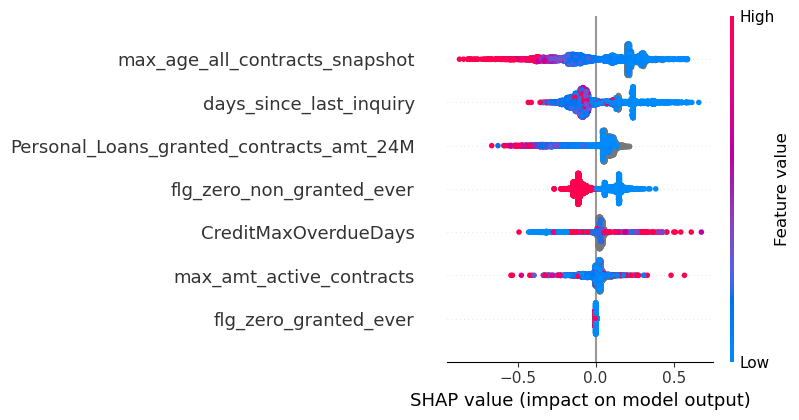 High
max_age_all_contracts_snapshot
days_since_last_inquiry
Personal_Loans_granted_contracts_amt_24M
flg_zero_non_granted_ever
CreditMaxOverdueDays
max_amt_active_contracts
flg_zero_granted_ever
Feature value
Low
−0.5 0.0 0.5
SHAP value (impact on model output)